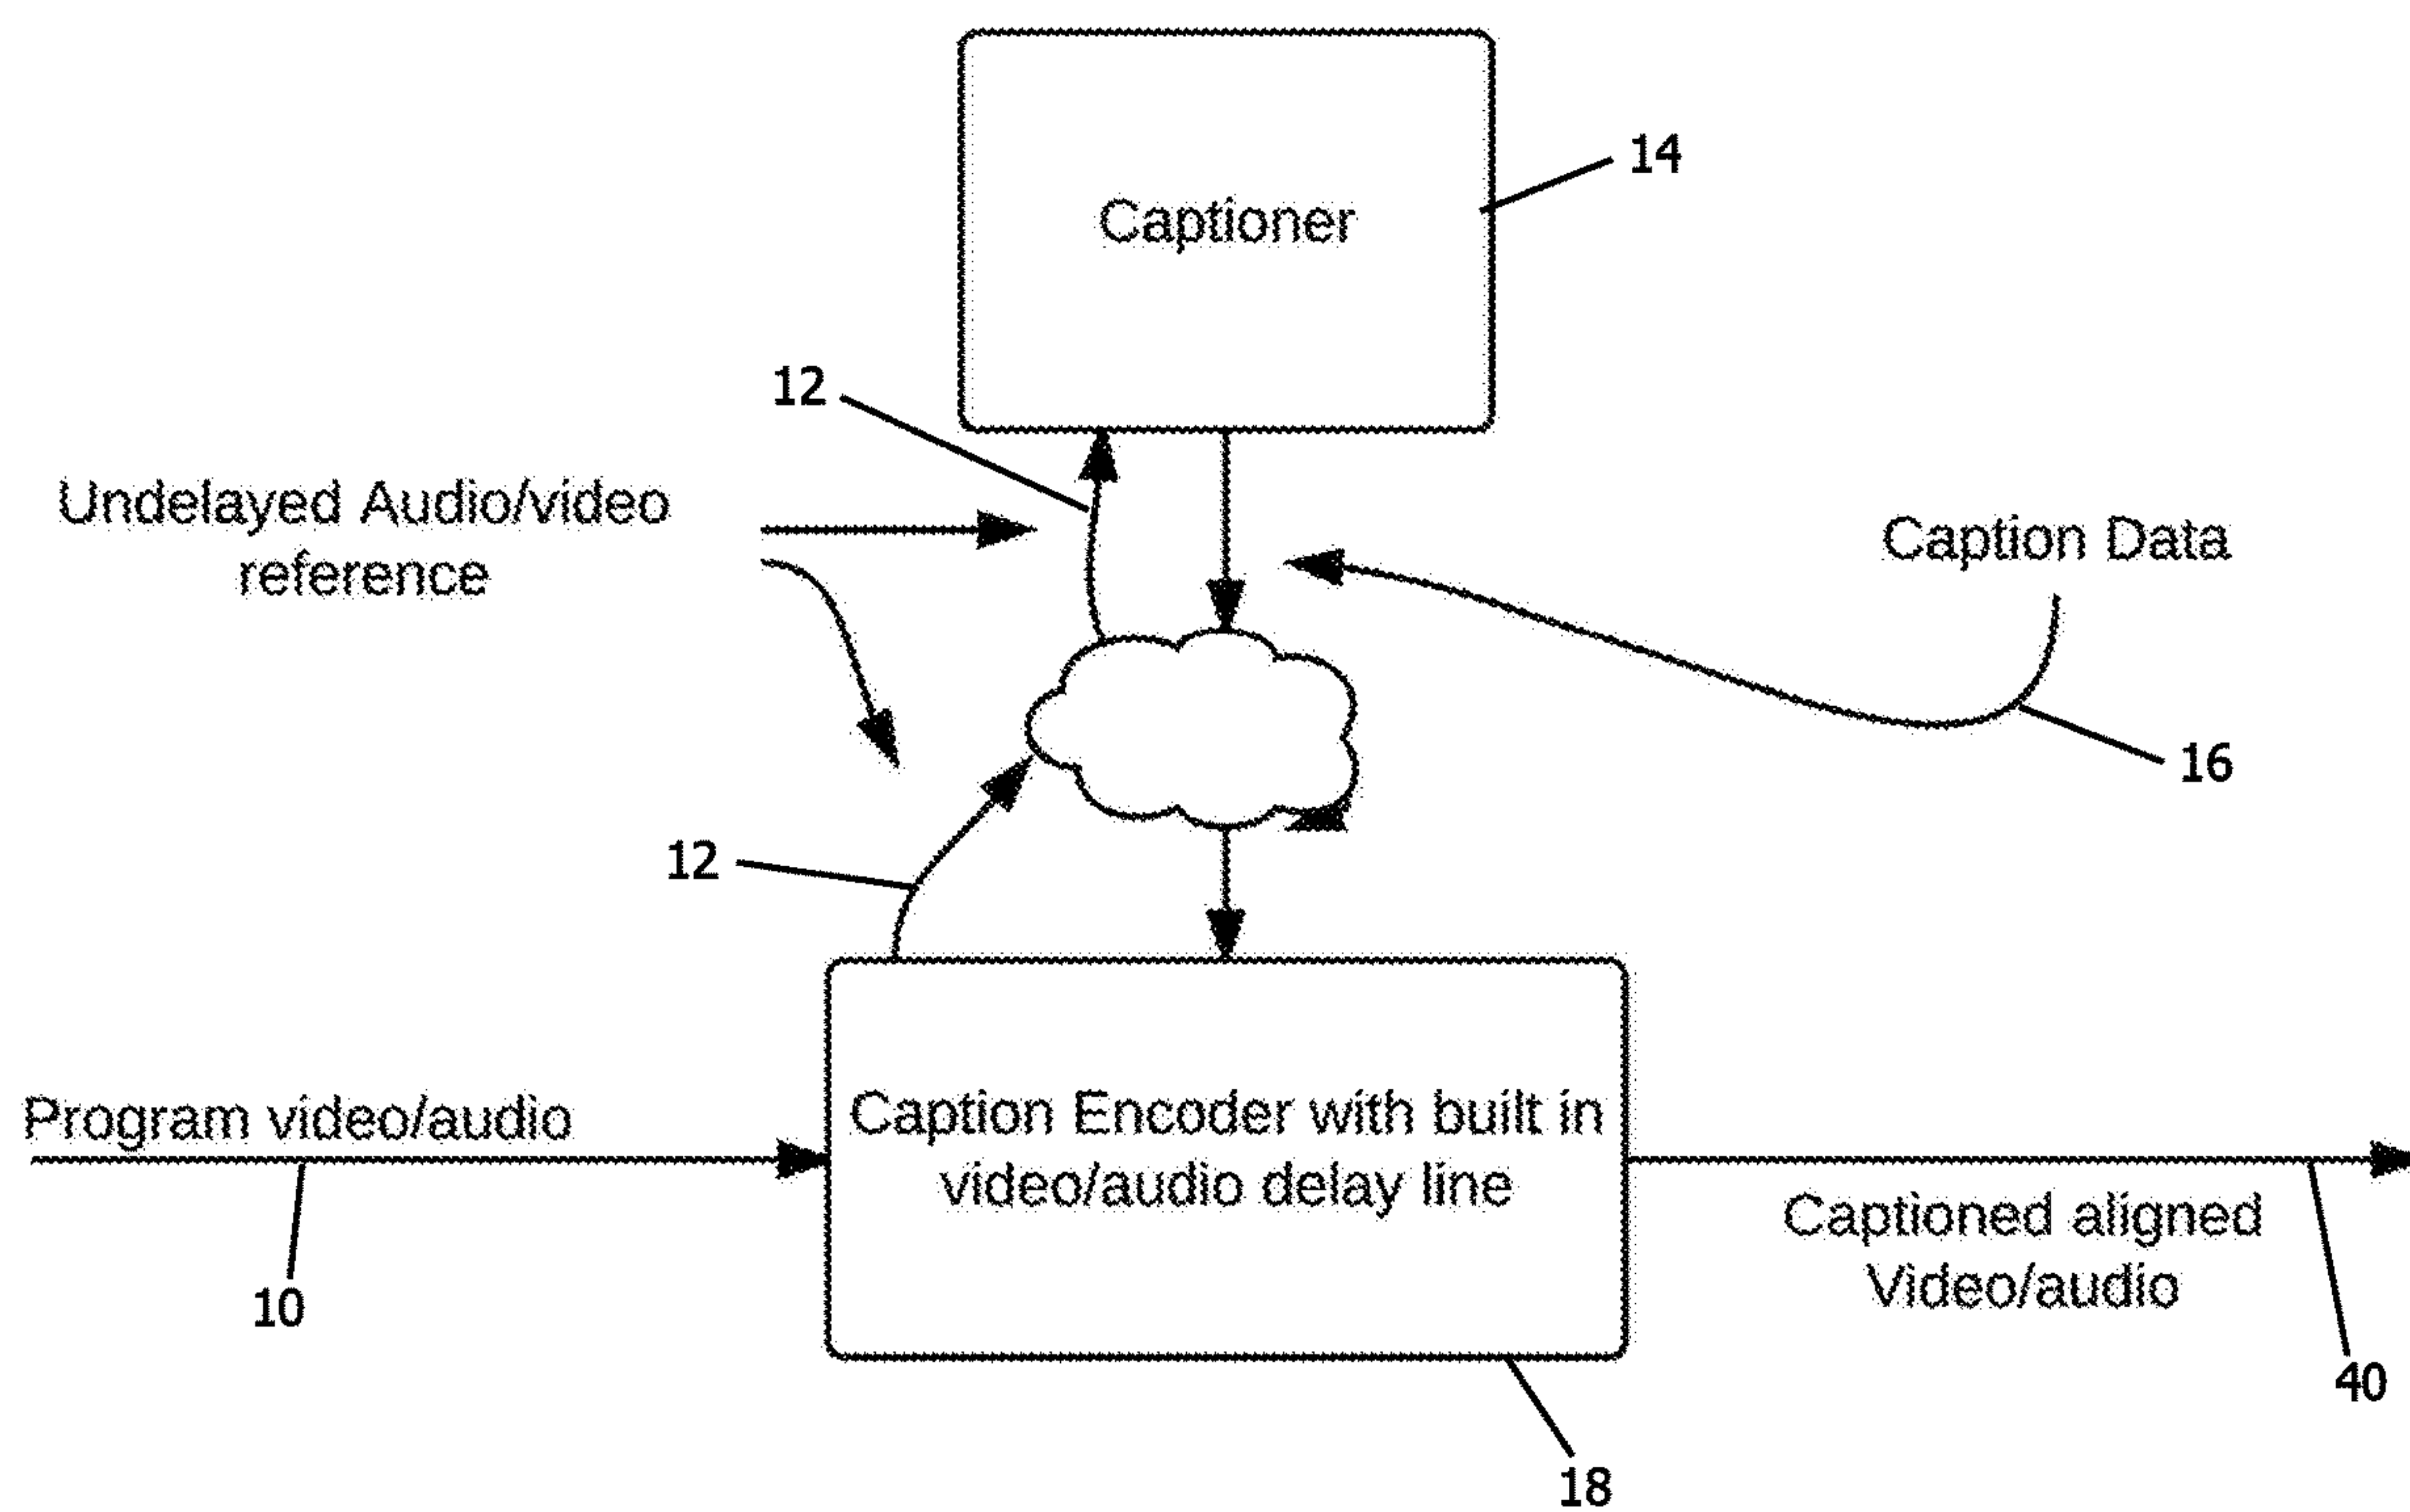 Captioner
14
12
Undelayed Audio/video
reference
Caption Data
16
12
Program video/audio
10
Caption Encoder with built in
video/audio delay line
18
Captioned aligned
Video/audio
40